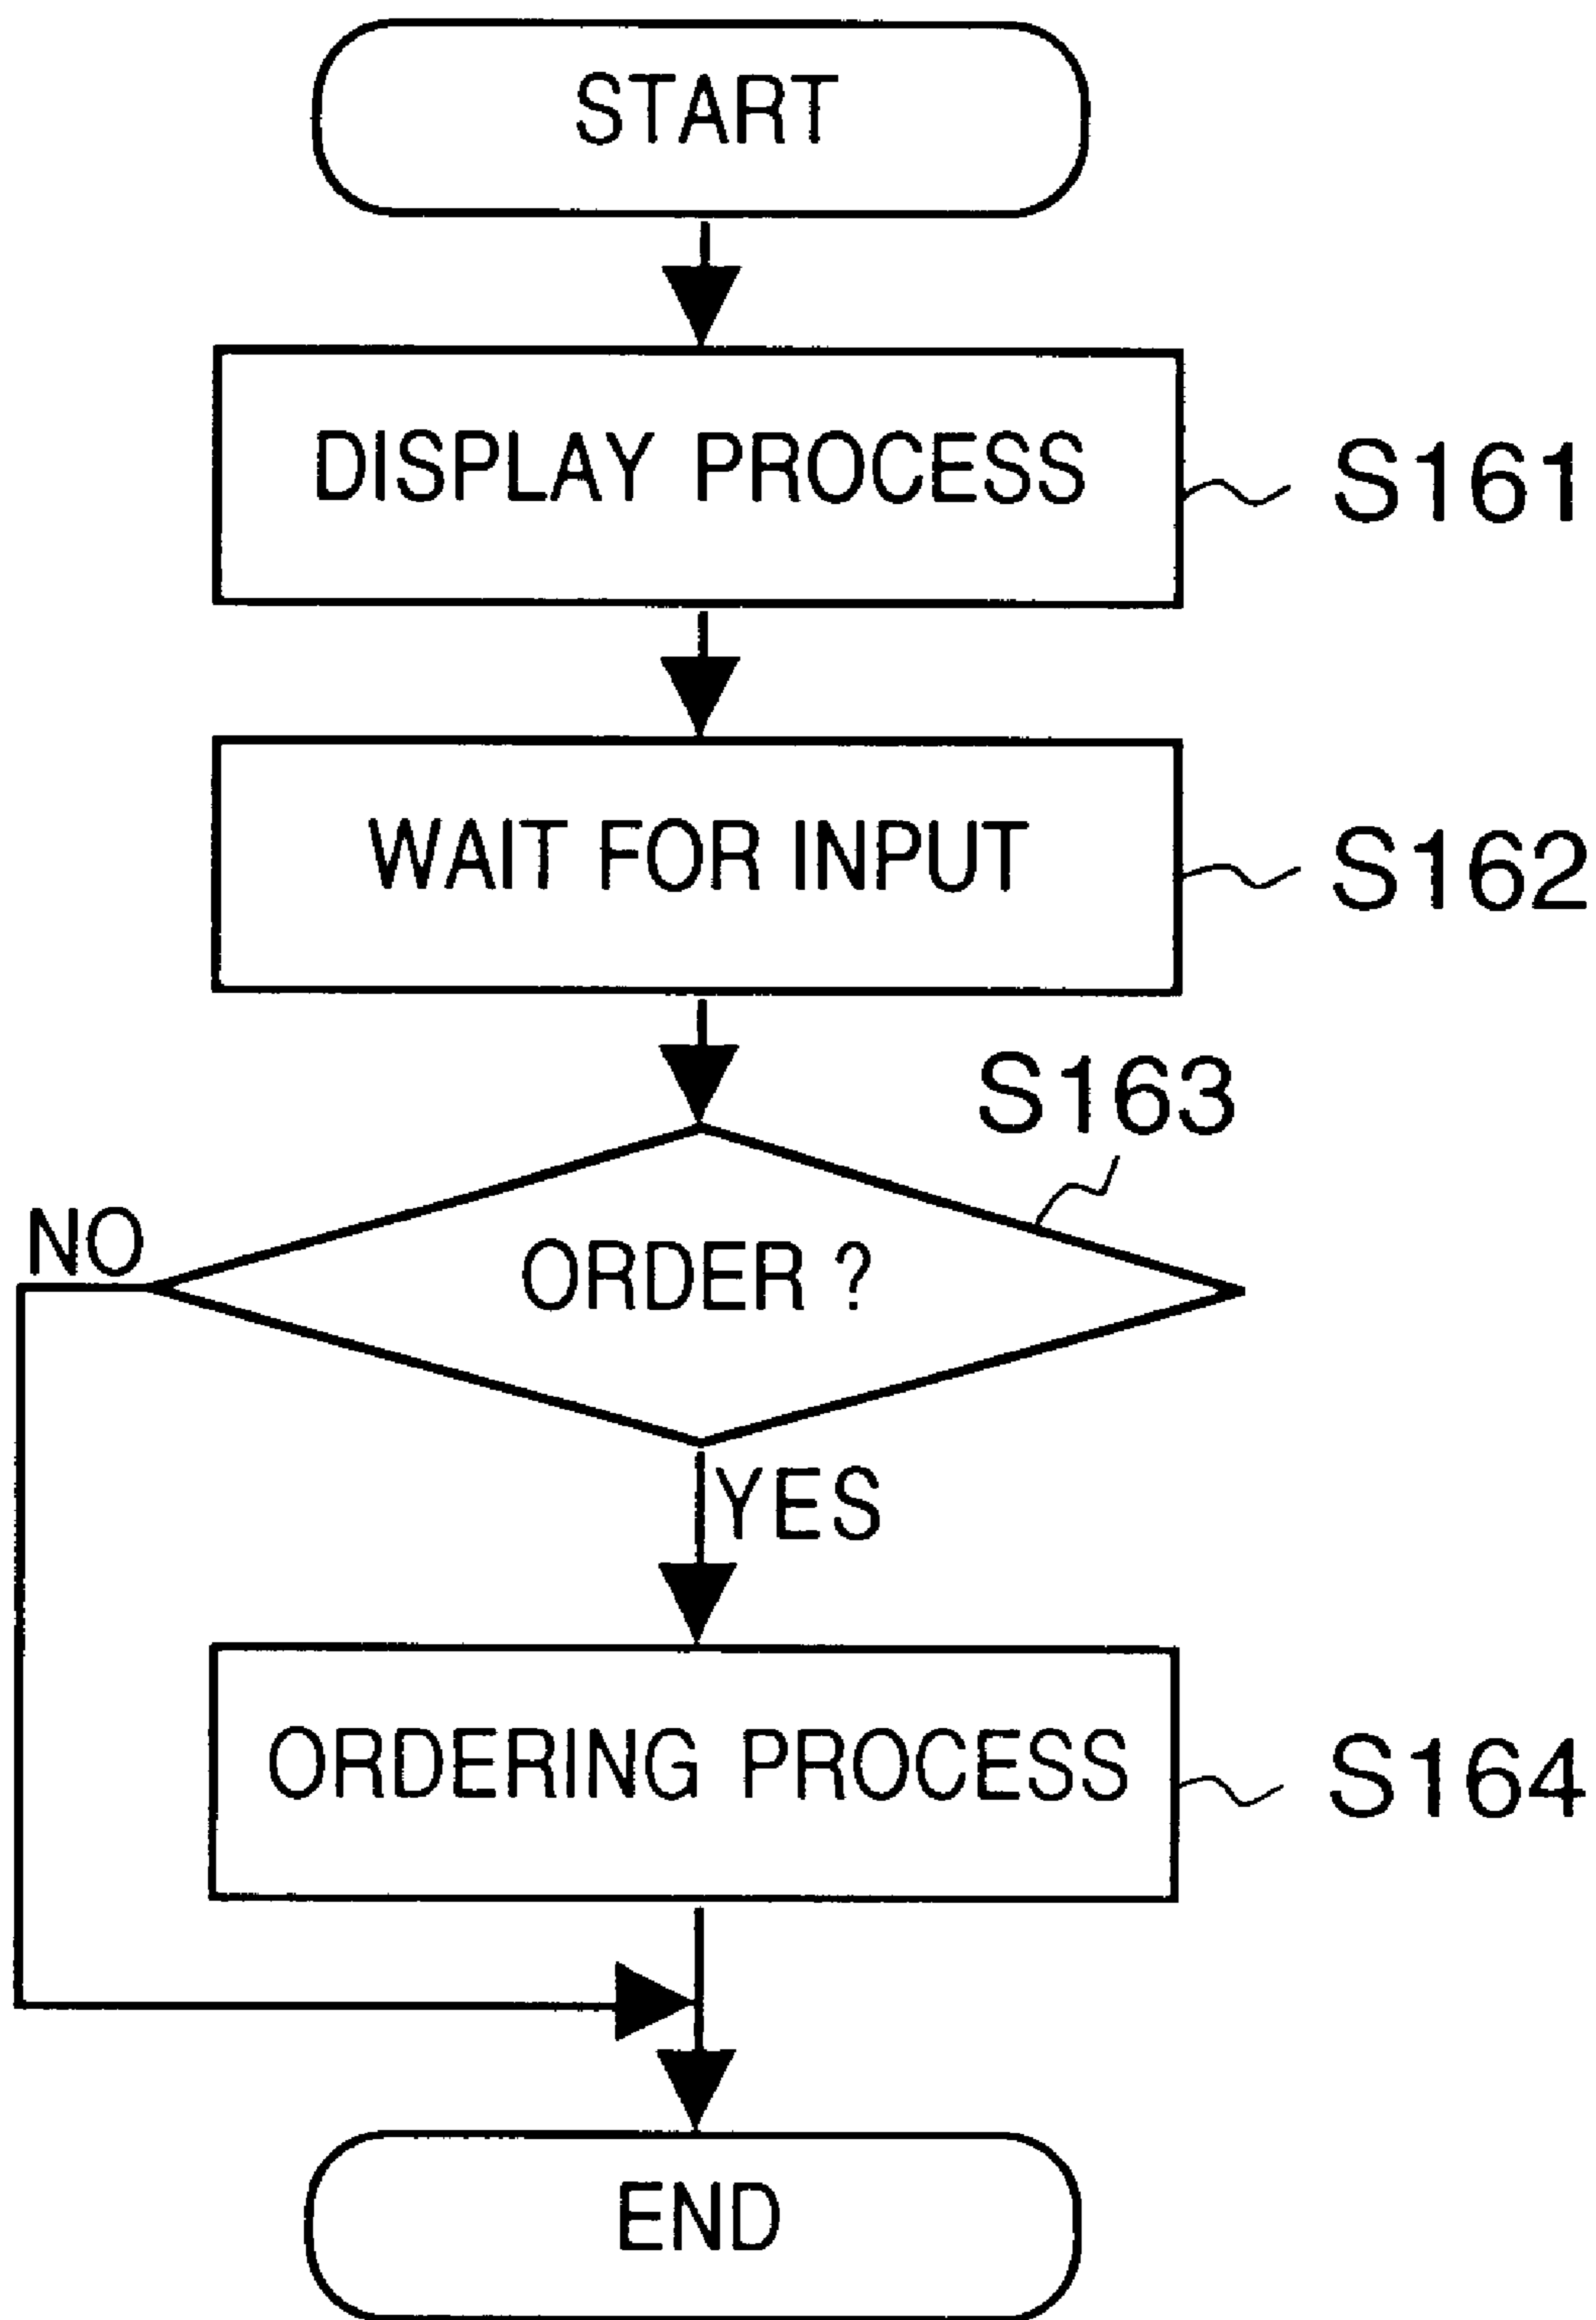 START
DISPLAY PROCESS
S161
WAIT FOR INPUT
S162
S163
NO
ORDER ?
YES
ORDERING PROCESS
S164
END